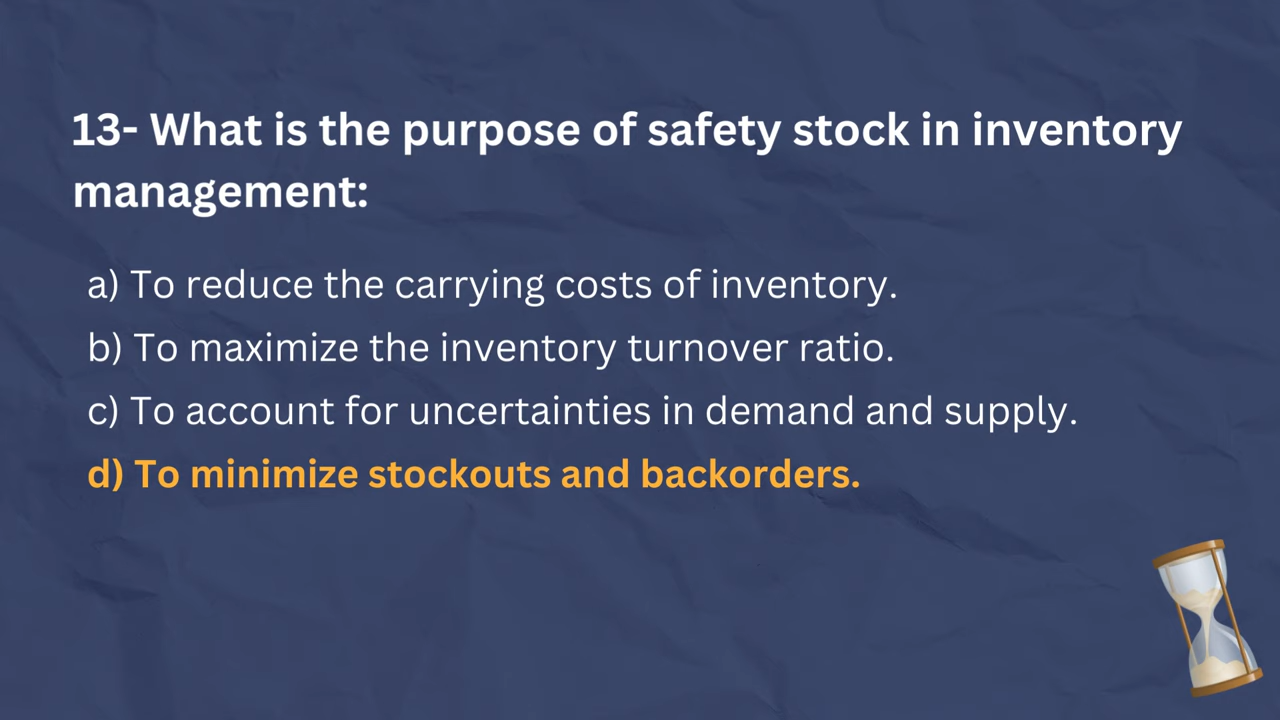 13- What is the purpose of safety stock in inventory
management:
a) To reduce the carrying costs of inventory.
b) To maximize the inventory turnover ratio.
c) To account for uncertainties in demand and supply.
d) To minimize stockouts and backorders.